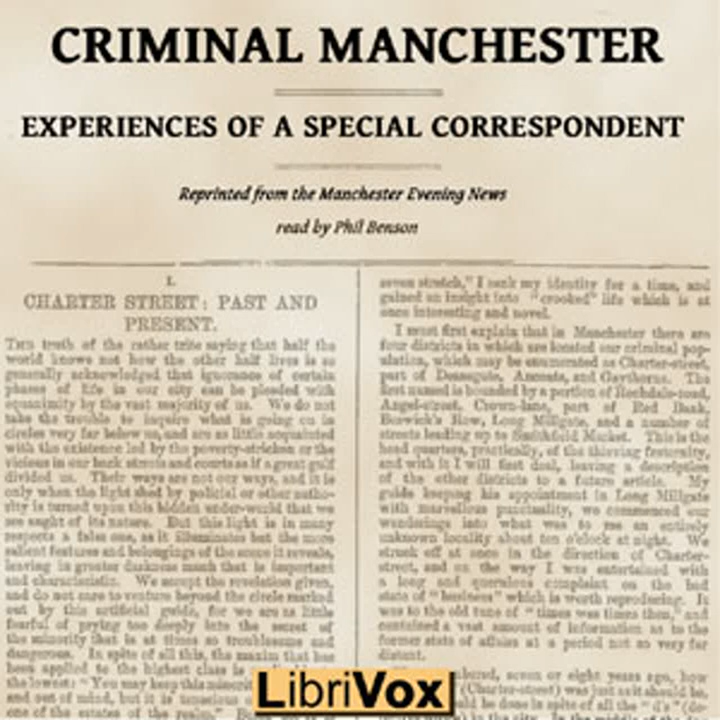 CRIMINAL MANCHESTER
EXPERIENCES OF A SPECIAL CORRESPONDENT
Reprinted from the Manchester Evening News
read by Phil Benson
I.
CHARTER STREET: PAST AND
PRESENT.
THE truth of the rather trite saying that half the
world knows not how the other half lives is so
generally acknowledged that ignorance of certain
phases of life in our city can be pleaded with
equanimity by the vast majority of us. We do not
take the trouble to inquire what is going on in
circles very far below us, and are as little acquainted
with the existence led by the poverty-stricken or the
vicious in our back streets and courts as if a great gulf
divided us. Their ways are not our ways, and it is
only when the light shed by policial or other autho-
rity is turned upon this hidden under-world that we
see aught of its nature. But this light is in many
respects a false one, as it illuminates but the more
salient features and belongings of the scene it reveals,
leaving in greater darkness much that is important
and characteristic. We accept the revelation given,
and do not care to venture beyond the circle marked
out by this artificial guide, for we are as little
fearful of prying too deeply into the secret of
the minority that is at times so troublesome and
dangerous. In spite of all this, the maxim that has
been applied to the highest class is
the lowest: "You may keep this
and out of mind, but it is
one of the estates of the realm."
seven stretch," I sank my identity for a time, and
gained an insight into "crooked" life which is at
once interesting and novel.
I must first explain that in Manchester there are
four districts in which are located our criminal pop-
ulation, which may be enumerated as Charter-street,
part of Deansgate, Ancoats, and Gaythorn. The
first named is bounded by a portion of Rochdale-road,
Angel-street, Crown-lane, part of Red Bank,
Berwick's Row, Long Millgate, and a number of
streets leading up to Smithfield Market. This is the
head quarters, practically, of the thieving fraternity,
and with it I will first deal, leaving a description
of the other districts to a future article. My
guide keeping his appointment in Long Millgate
with marvellous punctuality, we commenced our
wanderings into what was to me an entirely
unknown locality about ten o'clock at night. We
struck off at once in the direction of Charter-
street, and on the way I was entertained with
a long and querulous complaint on the bad
state of "business" which is worth reproducing. It
was to the old tune of "times was times then," and
contained a vast amount of information as to the
former state of affairs at a period not so very far
distant.
seven or eight years ago, how
(Charter-street) was just as it should be,
be done in spite of all the "d's" (de-
LibriVox